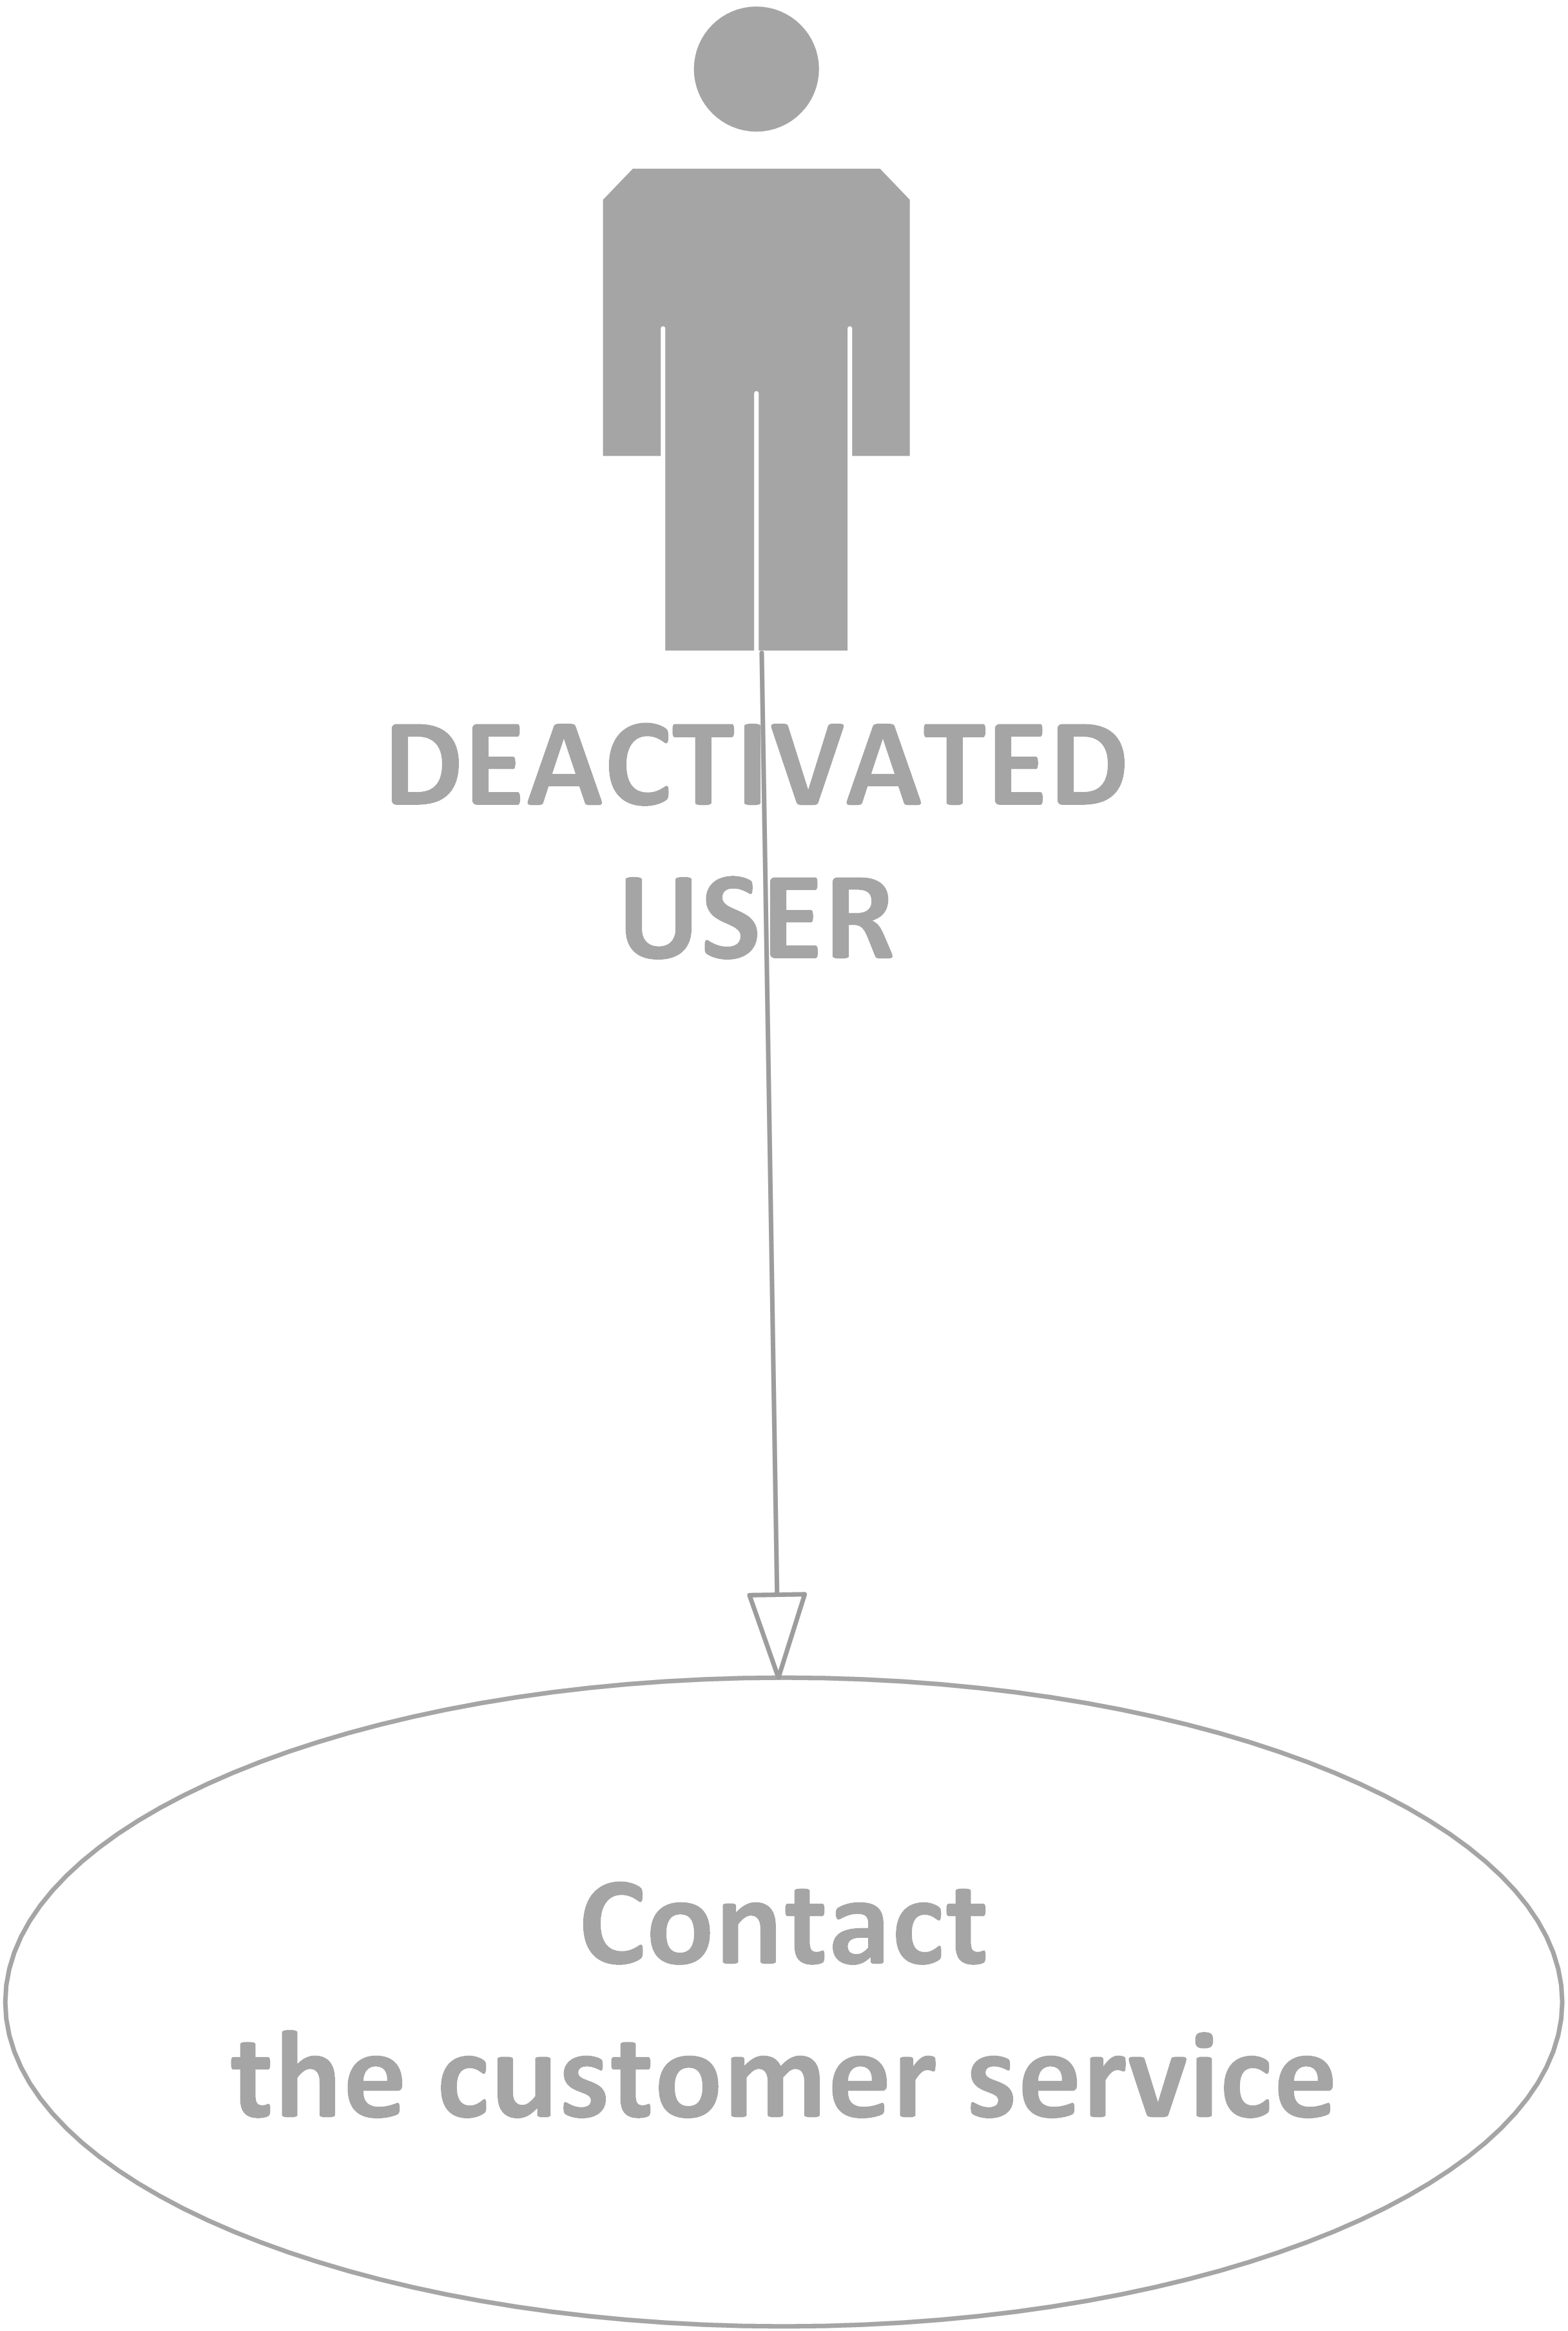 DEACTIVATED
USER
Contact
the customer service